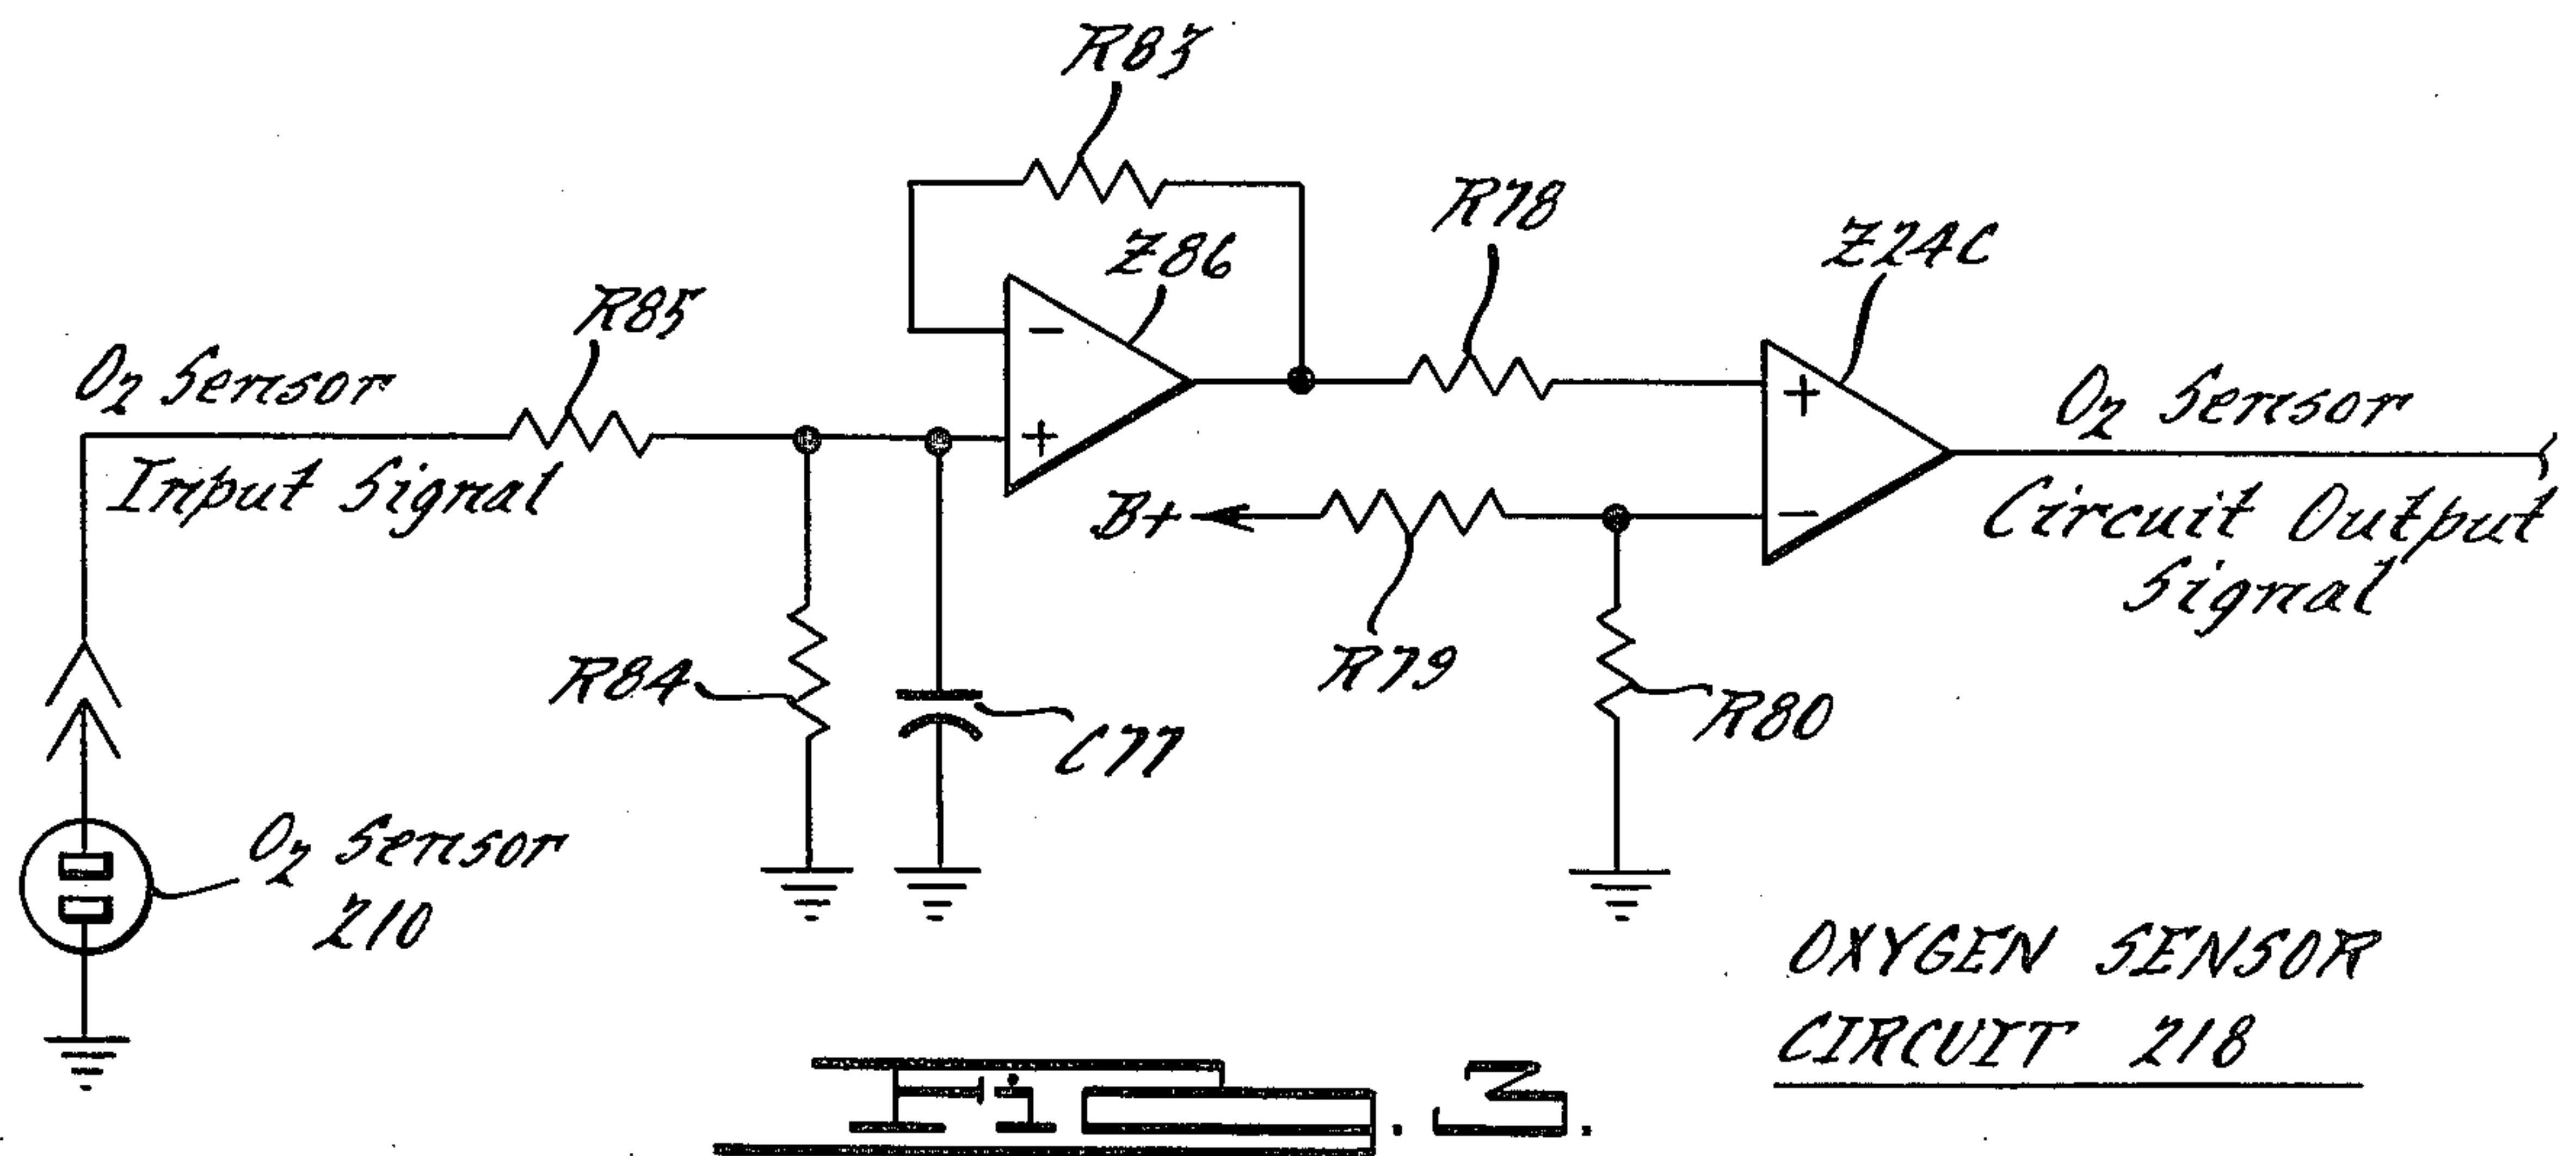 R83
R78
Z24C
Z86
R85
O2 Sensor
Input Signal
O2 Sensor
Circuit Output
Signal
B+
R79
R84
C77
R80
O2 Sensor
210
OXYGEN SENSOR
CIRCUIT 218
Fig. 3.